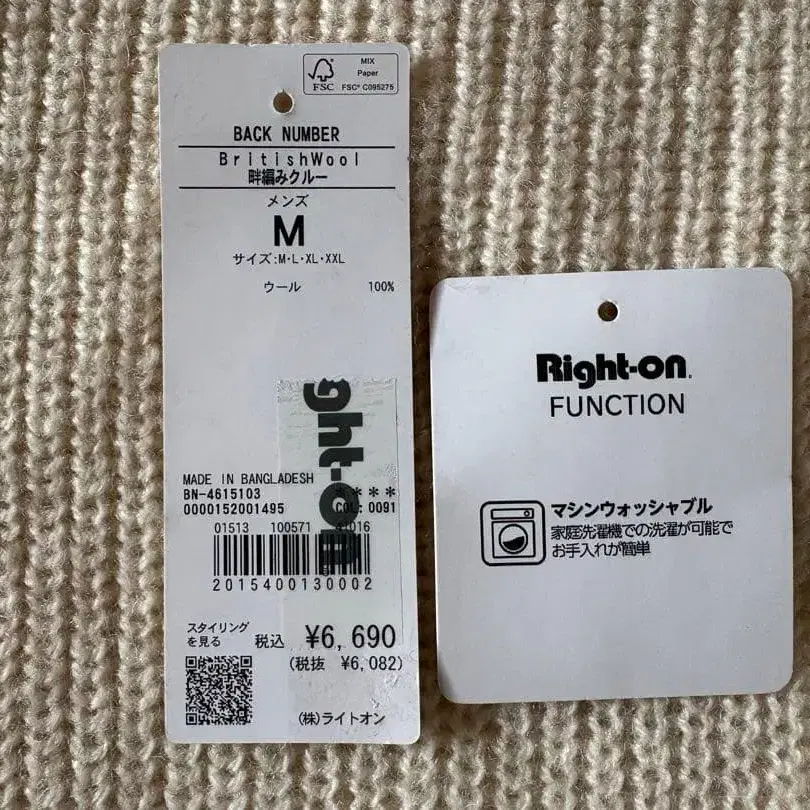 MIX
Paper
FSC
FSC® C095275
BACK NUMBER
BritishWool
畔編みクルー
メンズ
M
サイズ:M・L・XL・XXL
ウール 100%
ght-on
MADE IN BANGLADESH
BN-4615103 ****
0000152001495 COL: 0091
01513 100571 41016
2015400130002
スタイリング
を見る
税込 ¥6,690
(税抜 ¥6,082)
(株)ライトオン
Right-on.
FUNCTION
マシンウォッシャブル
家庭洗濯機での洗濯が可能で
お手入れが簡単